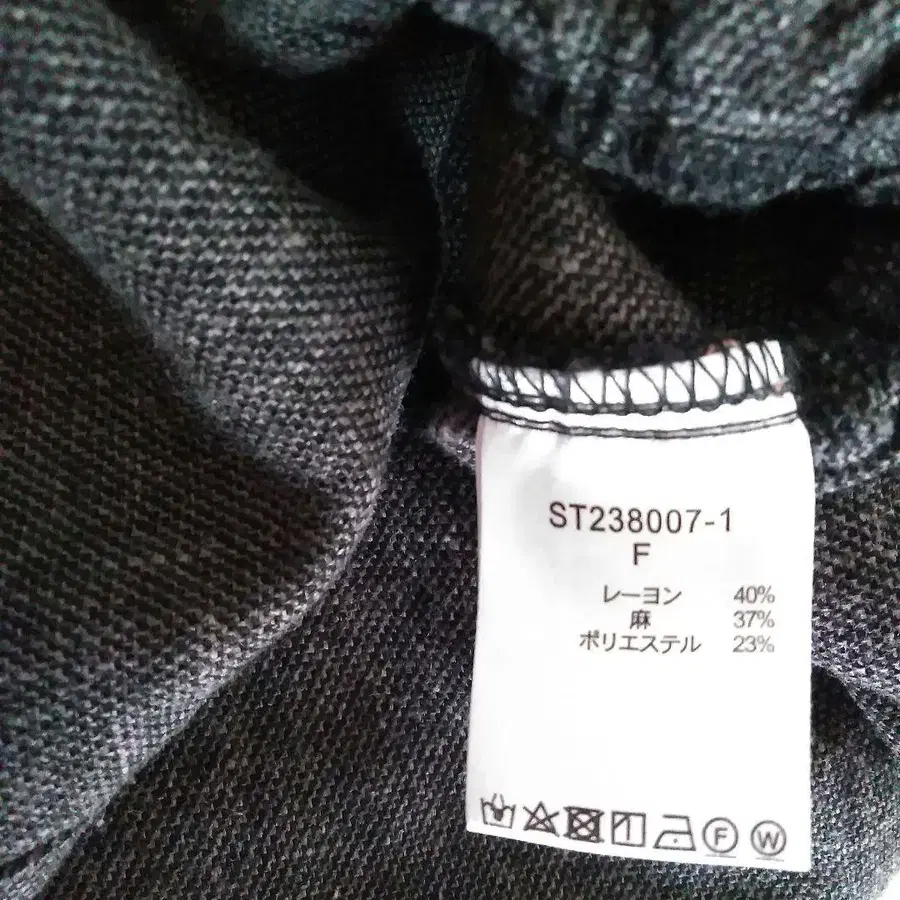 ST238007-1
F
レーヨン 40%
麻 37%
ポリエステル 23%
F W